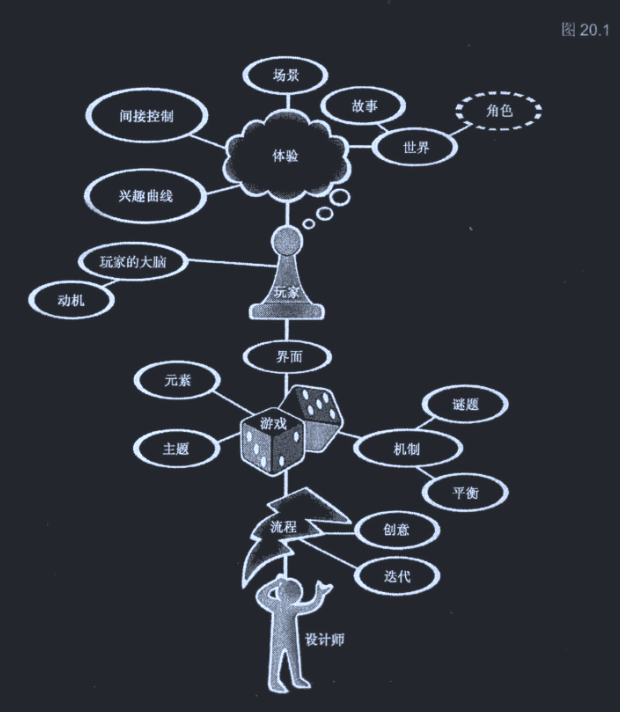 图 20.1
场景
故事
角色
间接控制
体验
世界
兴趣曲线
玩家的大脑
动机
玩家
界面
元素
游戏
谜题
主题
机制
平衡
流程
创意
迭代
设计师